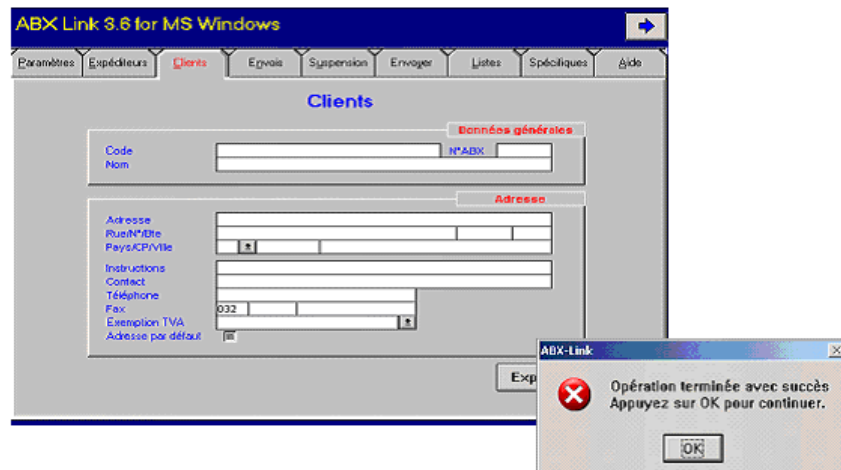 ABX Link 3.6 for MS Windows
Paramètres Expéditeurs Clients Envois Suspension Envoyer Listes Spécifiques Aide
Clients
Données générales
Code N°ABX
Nom
Adresse
Adresse
Rue/N°/Bte
Pays/CP/Ville
Instructions
Contact
Téléphone
Fax 032
Exemption TVA
Adresse par défaut
Exp
ABX-Link
Opération terminée avec succès
Appuyez sur OK pour continuer.
OK